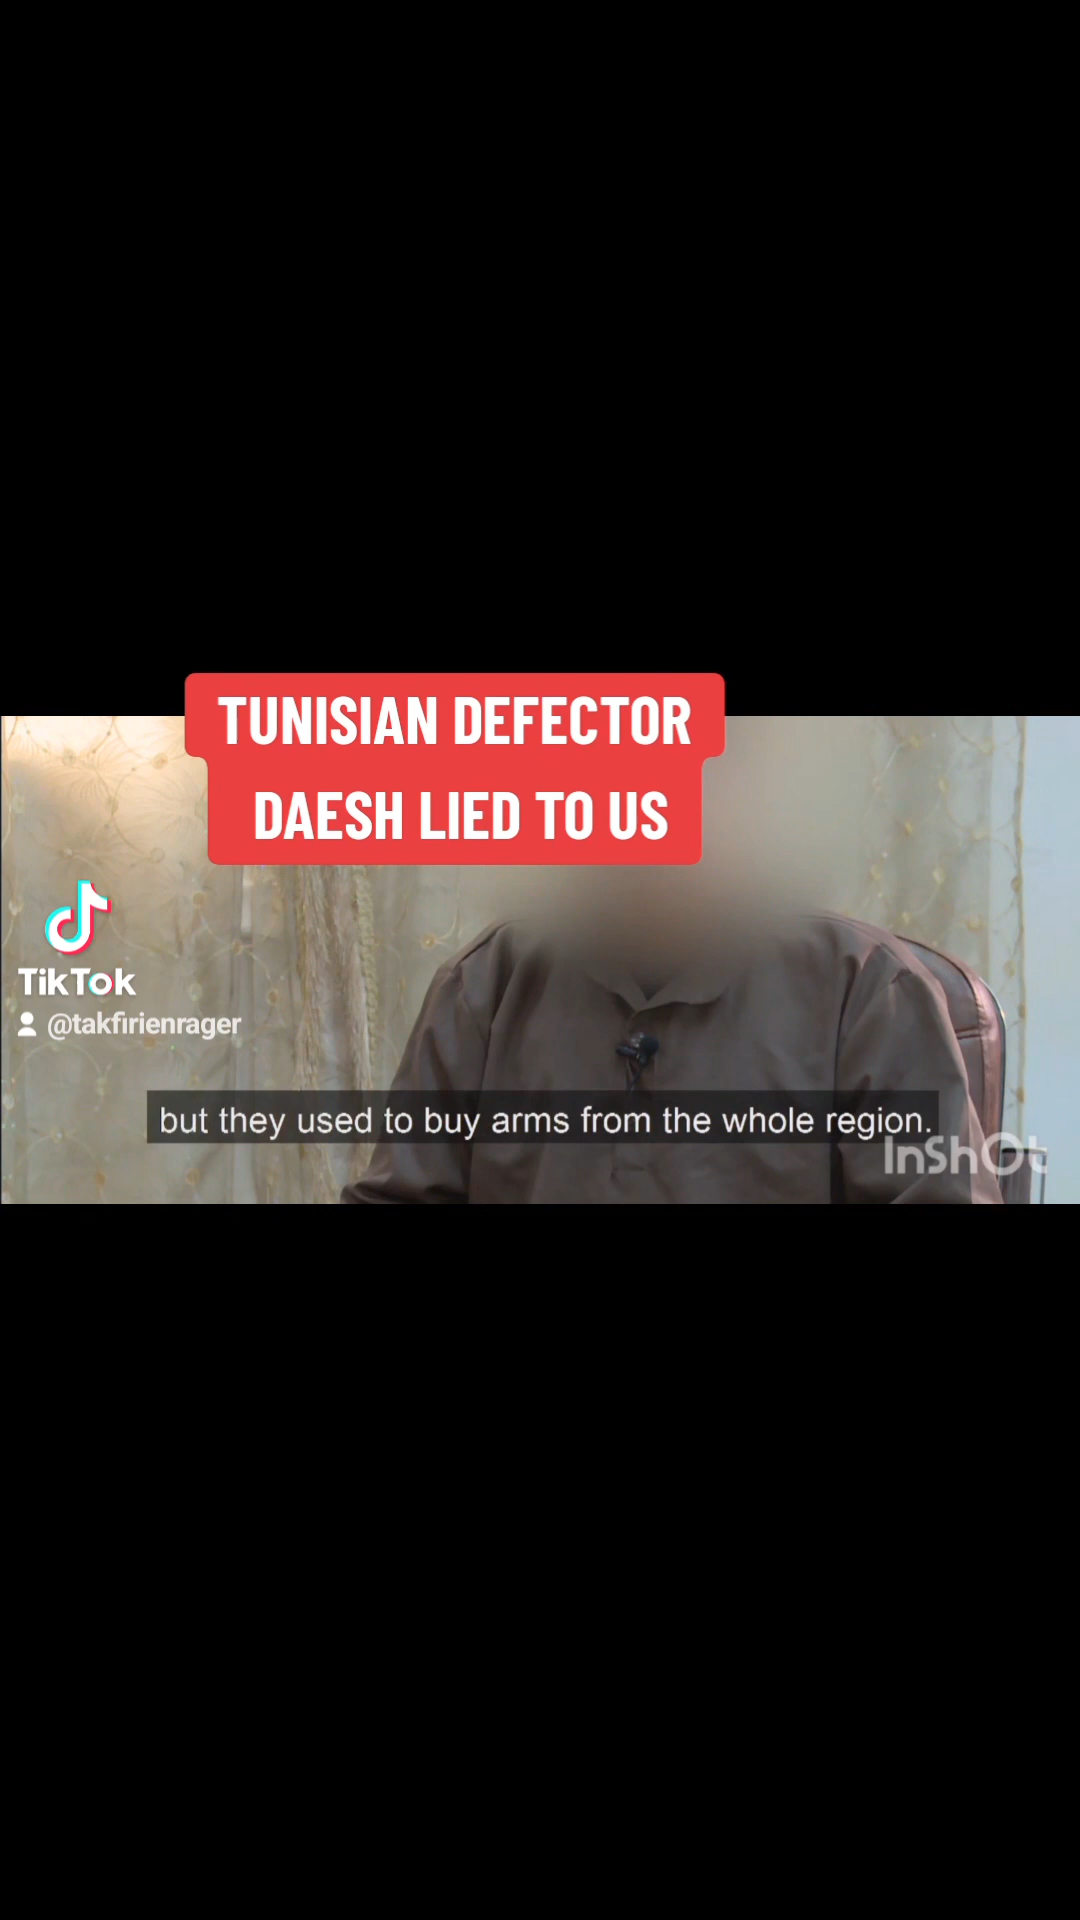 TUNISIAN DEFECTOR
DAESH LIED TO US
TikTok
@takfirienrager
but they used to buy arms from the whole region.
InShOt